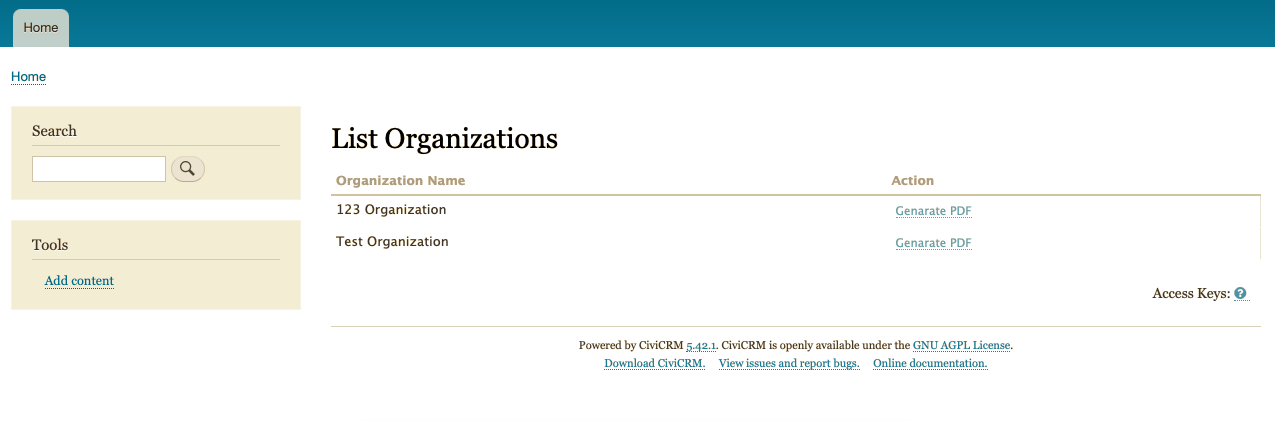 Home
Home
Search
Tools
Add content
List Organizations
Organization Name Action
123 Organization Genarate PDF
Test Organization Genarate PDF
Access Keys: ?
Powered by CiviCRM 5.42.1. CiviCRM is openly available under the GNU AGPL License.
Download CiviCRM. View issues and report bugs. Online documentation.